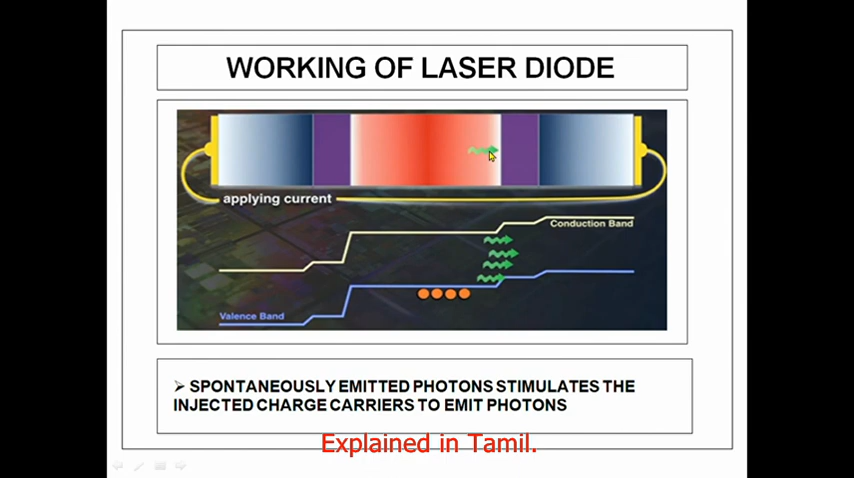 WORKING OF LASER DIODE
applying current
Conduction Band
Valence Band
➢ SPONTANEOUSLY EMITTED PHOTONS STIMULATES THE
INJECTED CHARGE CARRIERS TO EMIT PHOTONS
Explained in Tamil.